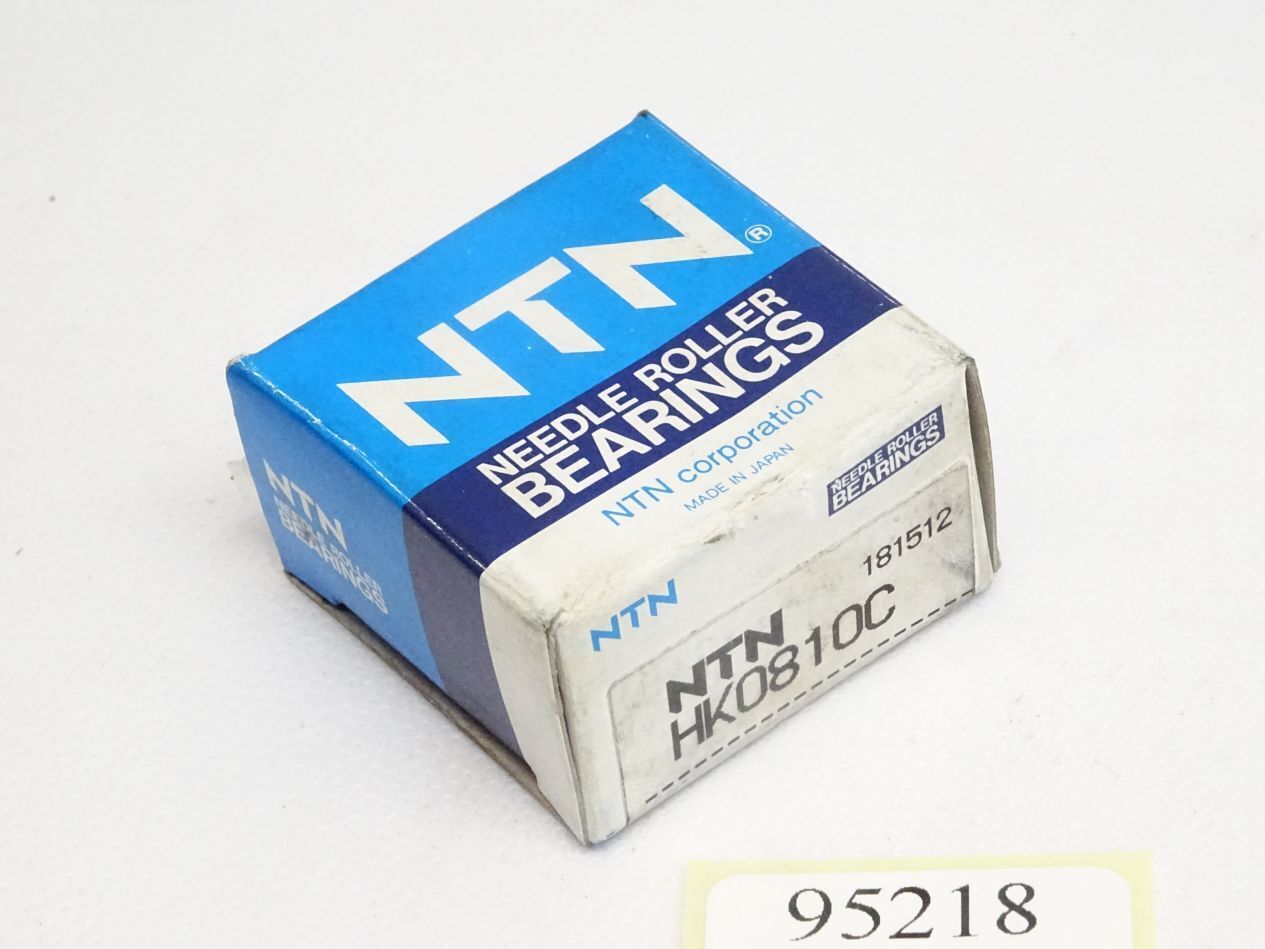 NTN®
NEEDLE ROLLER
BEARINGS
NTN corporation
MADE IN JAPAN
NTN
NEEDLE ROLLER
BEARINGS
NEEDLE ROLLER
BEARINGS
NTN
181512
NTN
HK0810C
95218